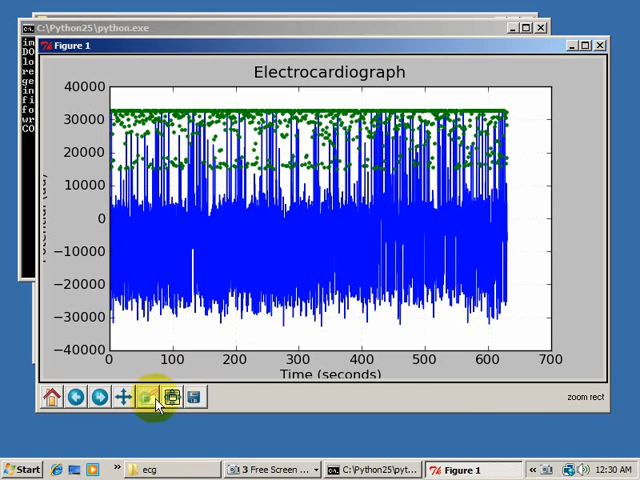 C:\Python25\python.exe
Figure 1
Electrocardiograph
40000
30000
20000
10000
0
−10000
−20000
−30000
−40000
0 100 200 300 400 500 600 700
Time (seconds)
zoom rect
Start
ecg
3 Free Screen ...
C:\Python25\pyt...
Figure 1
12:30 AM